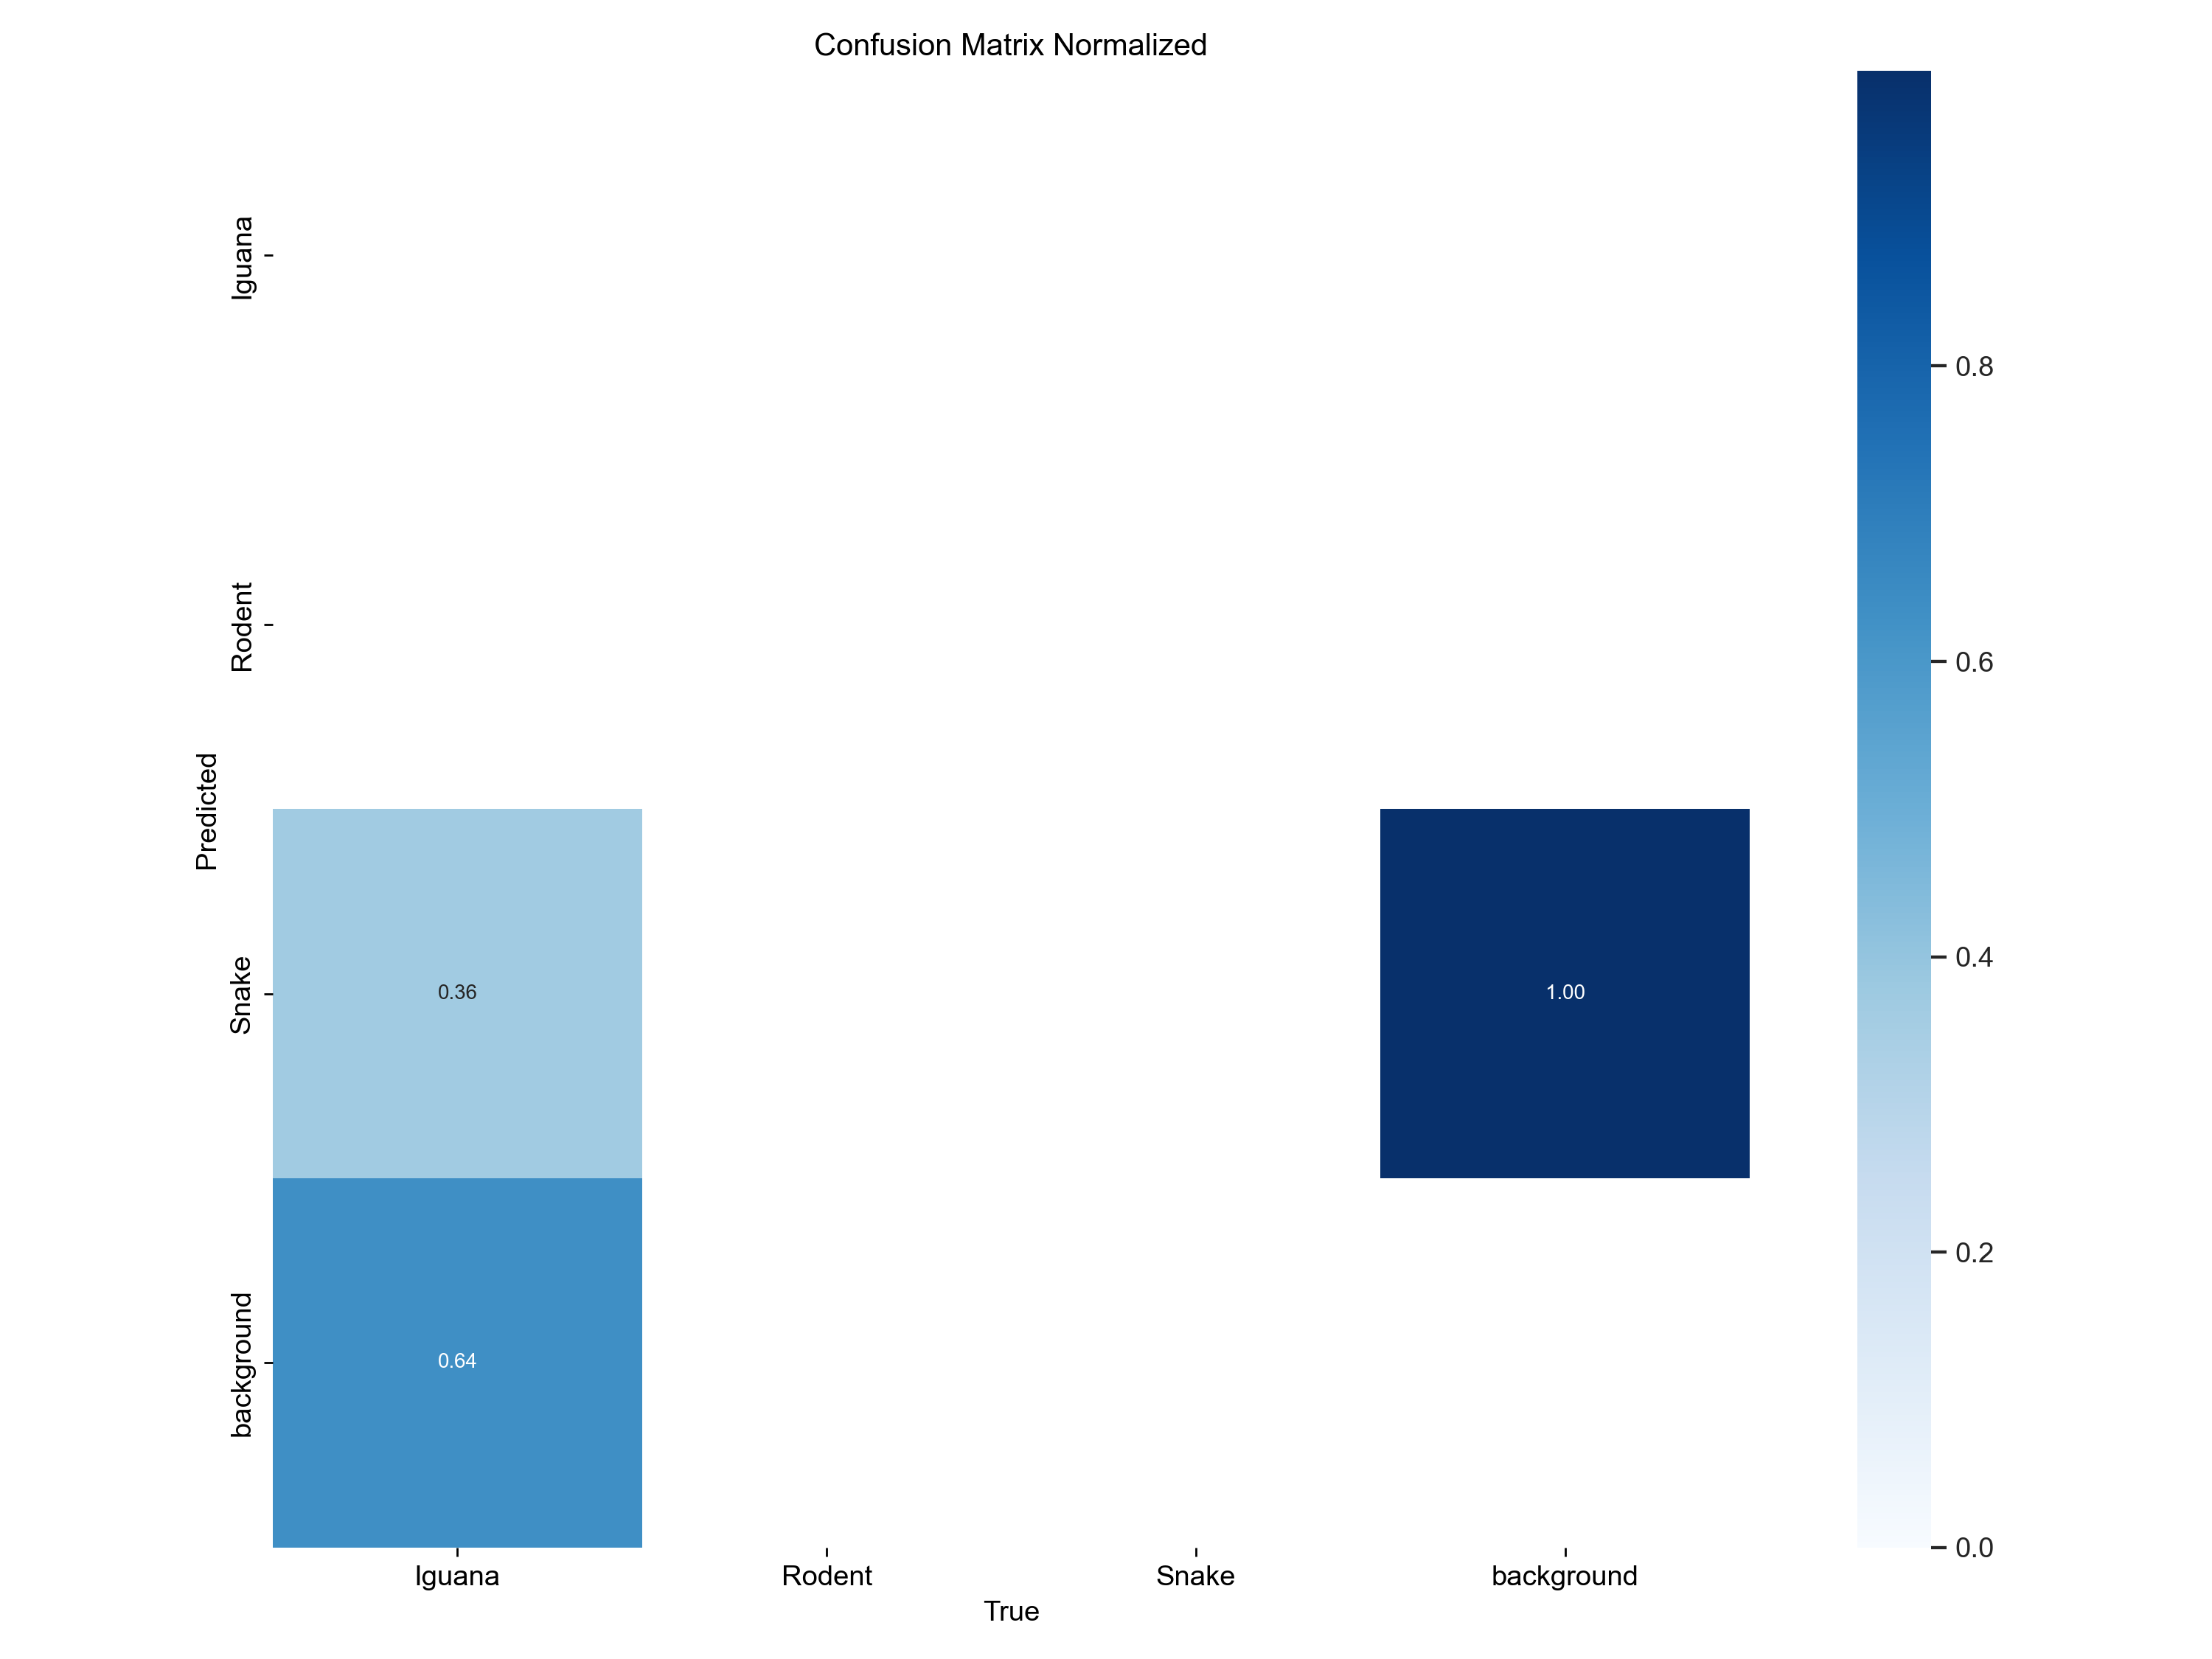 Confusion Matrix Normalized
Predicted
Iguana
Rodent
Snake
background
0.36
1.00
0.64
Iguana
Rodent
Snake
background
True
0.8
0.6
0.4
0.2
0.0